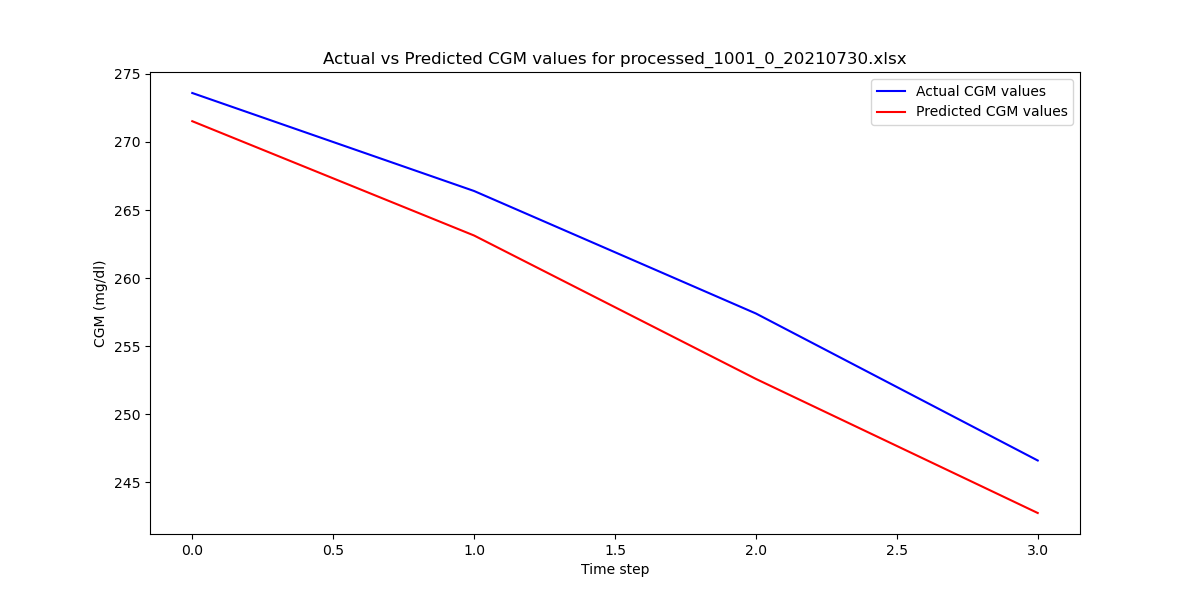 Actual vs Predicted CGM values for processed_1001_0_20210730.xlsx
Actual CGM values
Predicted CGM values
CGM (mg/dl)
275
270
265
260
255
250
245
0.0 0.5 1.0 1.5 2.0 2.5 3.0
Time step